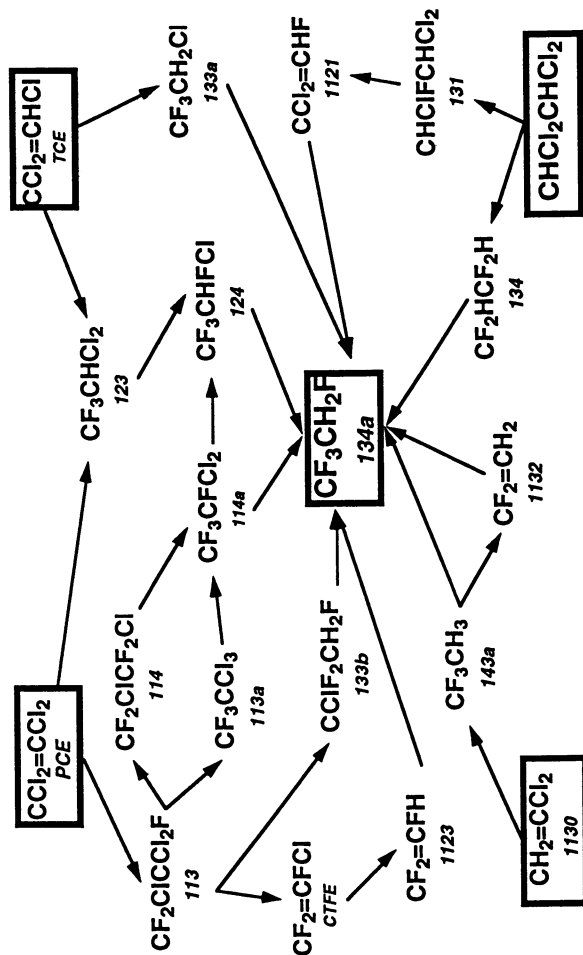 CCl2=CCl2
PCE
CCl2=CHCl
TCE
CF3CHCl2
123
CF3CH2Cl
133a
CF2ClCCl2F
113
CF2ClCF2Cl
114
CF3CCl3
113a
CF3CFCl2
114a
CF3CHFCl
124
CCl2=CHF
1121
CF2=CFCl
CTFE
CClF2CH2F
133b
CF3CH2F
134a
CHClFCHCl2
131
CF2=CFH
1123
CF2HCF2H
134
CF3CH3
143a
CF2=CH2
1132
CH2=CCl2
1130
CHCl2CHCl2